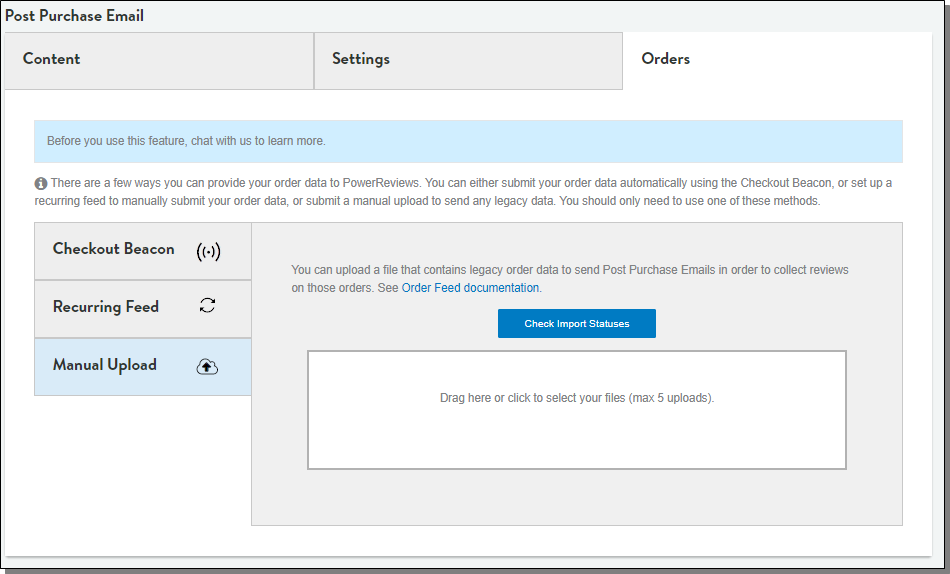 Post Purchase Email
Content
Settings
Orders
Before you use this feature, chat with us to learn more.
There are a few ways you can provide your order data to PowerReviews. You can either submit your order data automatically using the Checkout Beacon, or set up a
recurring feed to manually submit your order data, or submit a manual upload to send any legacy data. You should only need to use one of these methods.
Checkout Beacon
Recurring Feed
Manual Upload
You can upload a file that contains legacy order data to send Post Purchase Emails in order to collect reviews
on those orders. See Order Feed documentation.
Check Import Statuses
Drag here or click to select your files (max 5 uploads).